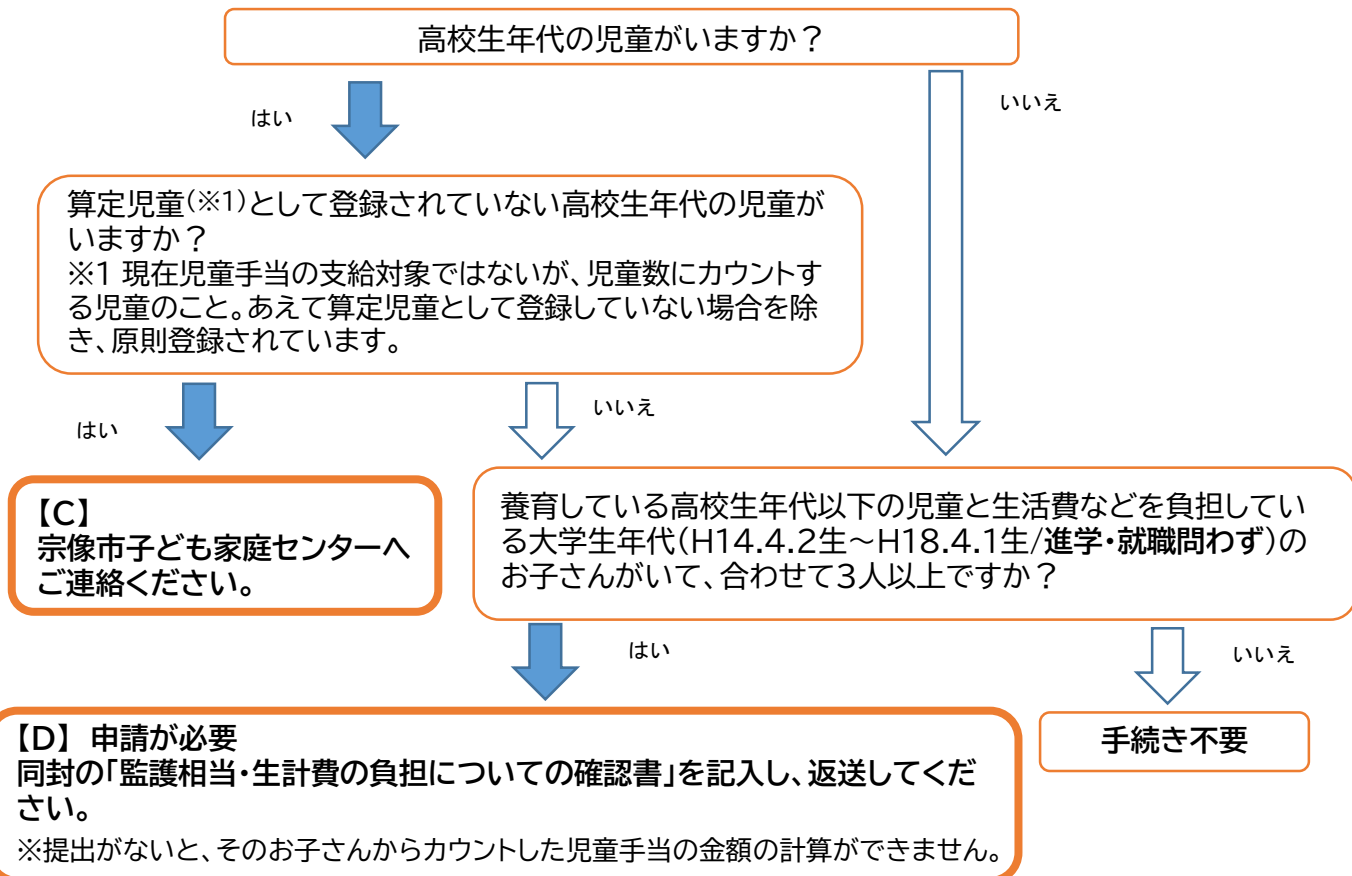 高校生年代の児童がいますか？
はい
いいえ
算定児童(※1)として登録されていない高校生年代の児童が
いますか？
※1 現在児童手当の支給対象ではないが、児童数にカウントす
る児童のこと。あえて算定児童として登録していない場合を除
き、原則登録されています。
はい
いいえ
【C】
宗像市子ども家庭センターへ
ご連絡ください。
養育している高校生年代以下の児童と生活費などを負担してい
る大学生年代(H14.4.2生～H18.4.1生/進学・就職問わず)の
お子さんがいて、合わせて3人以上ですか？
はい
いいえ
【D】 申請が必要
同封の「監護相当・生計費の負担についての確認書」を記入し、返送してくだ
さい。
※提出がないと、そのお子さんからカウントした児童手当の金額の計算ができません。
手続き不要